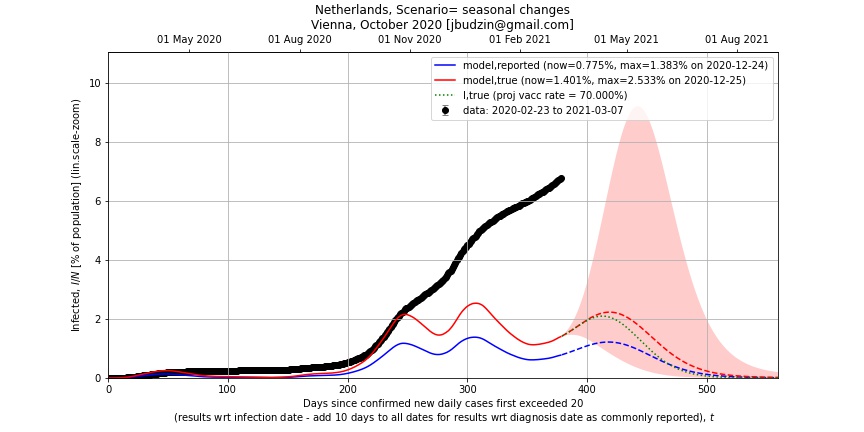 Netherlands, Scenario= seasonal changes
Vienna, October 2020 [jbudzin@gmail.com]
01 May 2020 01 Aug 2020 01 Nov 2020 01 Feb 2021 01 May 2021 01 Aug 2021
model,reported (now=0.775%, max=1.383% on 2020-12-24)
model,true (now=1.401%, max=2.533% on 2020-12-25)
I,true (proj vacc rate = 70.000%)
data: 2020-02-23 to 2021-03-07
Infected, I/N [% of population] (lin.scale-zoom)
10
8
6
4
2
0
0 100 200 300 400 500
Days since confirmed new daily cases first exceeded 20
(results wrt infection date - add 10 days to all dates for results wrt diagnosis date as commonly reported), t